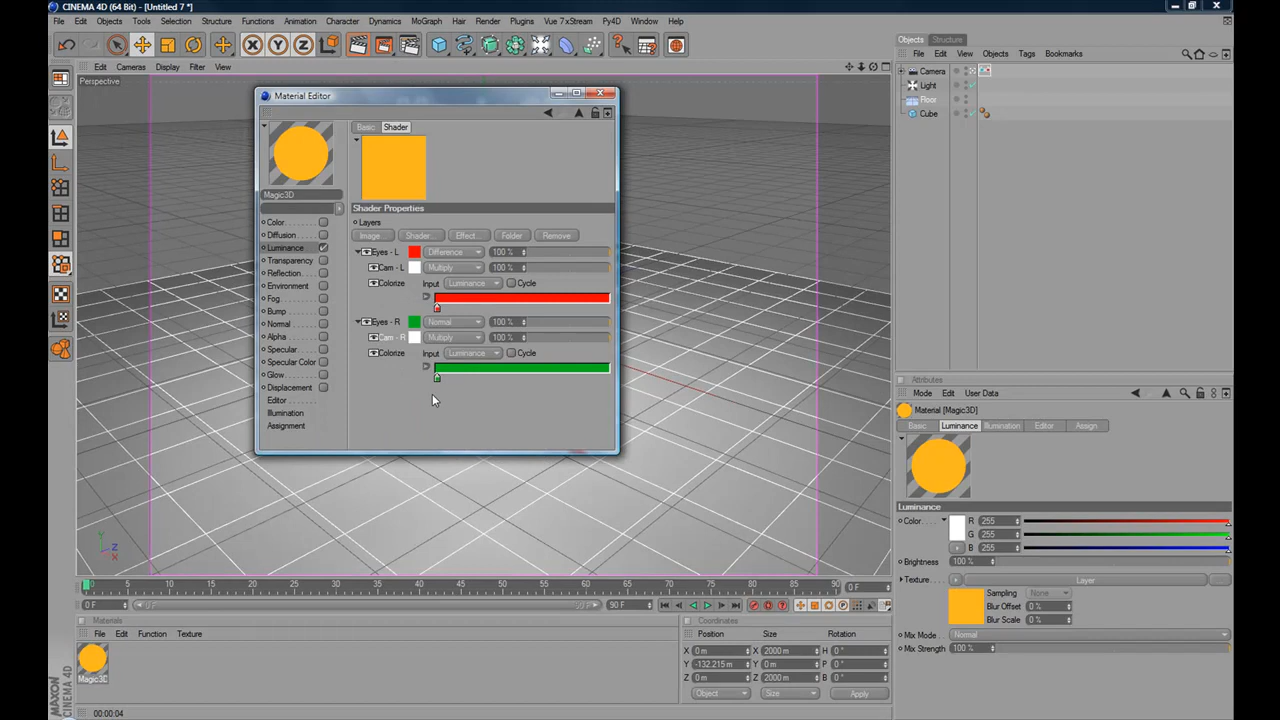 CINEMA 4D (64 Bit) - [Untitled 7 *]
File Edit Objects Tools Selection Structure Functions Animation Character Dynamics MoGraph Hair Render Plugins Vue 7 xStream Py4D Window Help
Edit Cameras Display Filter View
Perspective
Material Editor
Basic Shader
Magic3D
Color
Diffusion
Luminance
Transparency
Reflection
Environment
Fog
Bump
Normal
Alpha
Specular
Specular Color
Glow
Displacement
Editor
Illumination
Assignment
Shader Properties
Layers
Image... Shader... Effect... Folder Remove
Eyes - L Difference 100 %
Cam - L Multiply 100 %
Colorize Input Luminance Cycle
Eyes - R Normal 100 %
Cam - R Multiply 100 %
Colorize Input Luminance Cycle
Y
Z
X
0 5 10 15 20 25 30 35 40 45 50 55 60 65 70 75 80 85 90 0 F
0 F 0 F 90 F 90 F
Materials
File Edit Function Texture
Magic3D
Coordinates
Position Size Rotation
X 0 m X 2000 m H 0 °
Y -132.215 m Y 0 m P 0 °
Z 0 m Z 2000 m B 0 °
Object Size Apply
MAXON
CINEMA 4D
00:00:04
Objects Structure
File Edit View Objects Tags Bookmarks
Camera
Light
Floor
Cube
Attributes
Mode Edit User Data
Material [Magic3D]
Basic Luminance Illumination Editor Assign
Luminance
Color R 255
G 255
B 255
Brightness 100 %
Texture Layer
Sampling None
Blur Offset 0 %
Blur Scale 0 %
Mix Mode Normal
Mix Strength 100 %